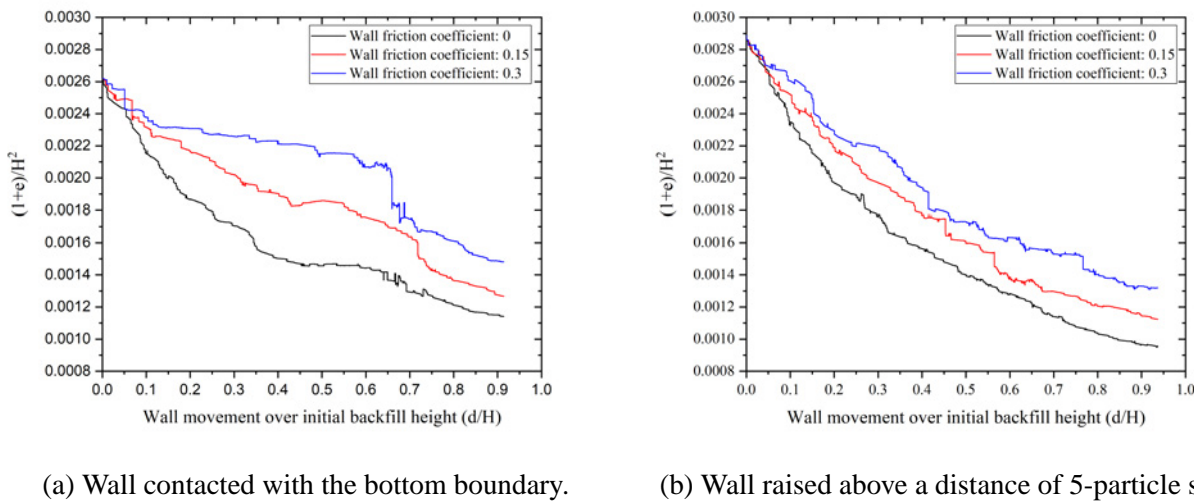 0.0030
0.0028
0.0026
0.0024
0.0022
0.0020
0.0018
0.0016
0.0014
0.0012
0.0010
0.0008
(1+e)/H²
Wall friction coefficient: 0
Wall friction coefficient: 0.15
Wall friction coefficient: 0.3
0.0 0.1 0.2 0.3 0.4 0.5 0.6 0.7 0.8 0.9 1.0
Wall movement over initial backfill height (d/H)
(a) Wall contacted with the bottom boundary.
0.0030
0.0028
0.0026
0.0024
0.0022
0.0020
0.0018
0.0016
0.0014
0.0012
0.0010
0.0008
(1+e)/H²
Wall friction coefficient: 0
Wall friction coefficient: 0.15
Wall friction coefficient: 0.3
0.0 0.1 0.2 0.3 0.4 0.5 0.6 0.7 0.8 0.9 1.0
Wall movement over initial backfill height (d/H)
(b) Wall raised above a distance of 5-particle s